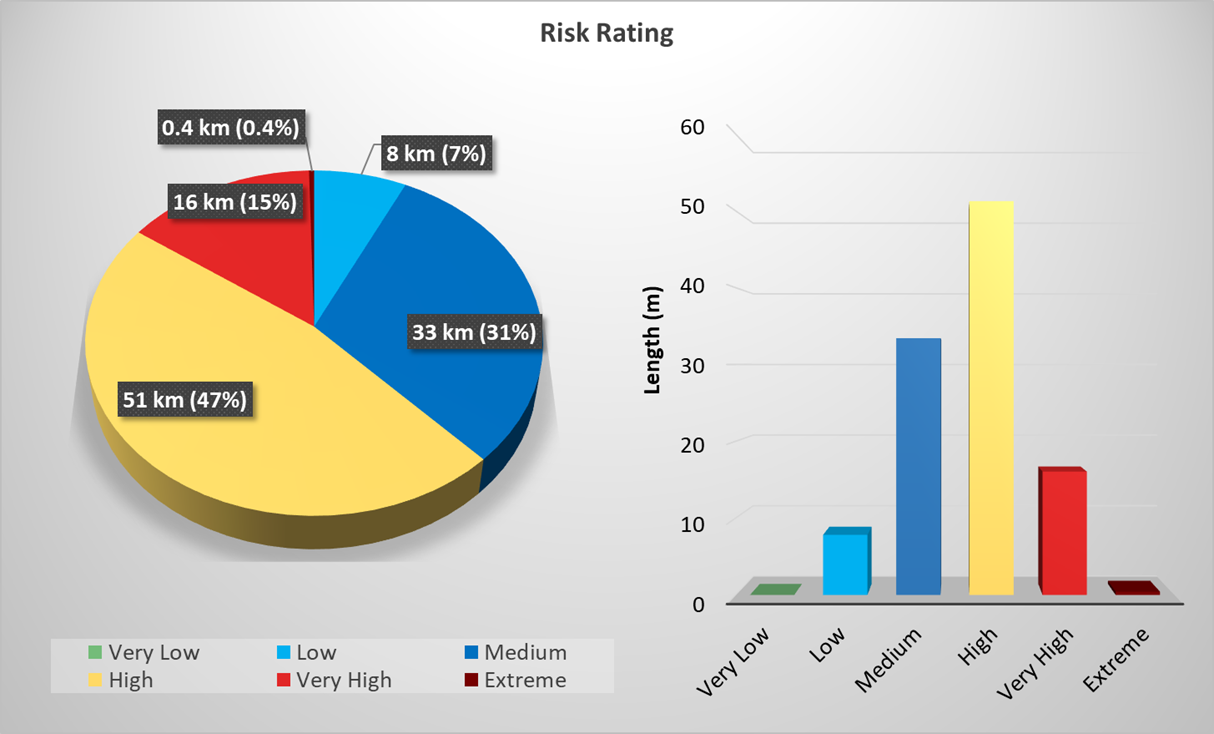 Risk Rating
0.4 km (0.4%)
8 km (7%)
16 km (15%)
33 km (31%)
51 km (47%)
Very Low
Low
Medium
High
Very High
Extreme
Length (m)
60
50
40
30
20
10
0
Very Low
Low
Medium
High
Very High
Extreme